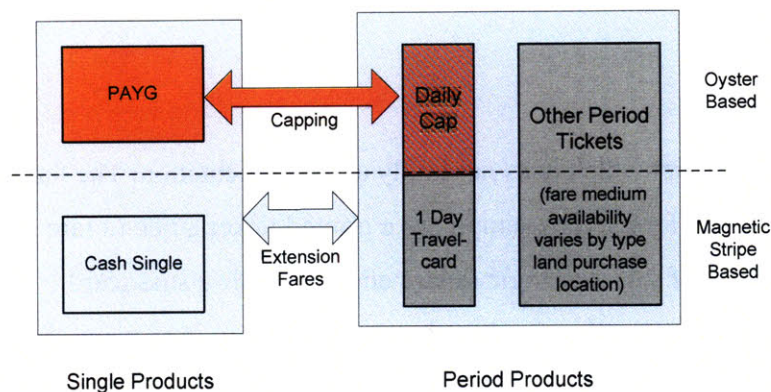 PAYG
Capping
Daily
Cap
Other Period
Tickets
(fare medium
availability
varies by type
land purchase
location)
Oyster
Based
Cash Single
Extension
Fares
1 Day
Travel-
card
Magnetic
Stripe
Based
Single Products
Period Products